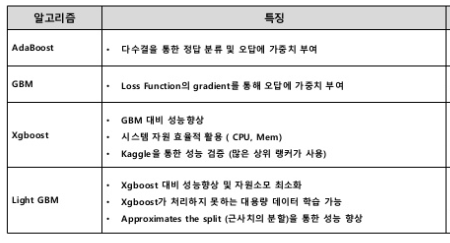 알고리즘
특징
AdaBoost
• 다수결을 통한 정답 분류 및 오답에 가중치 부여
GBM
• Loss Function의 gradient를 통해 오답에 가중치 부여
Xgboost
• GBM 대비 성능향상
• 시스템 자원 효율적 활용 ( CPU, Mem)
• Kaggle을 통한 성능 검증 (많은 상위 랭커가 사용)
Light GBM
• Xgboost 대비 성능향상 및 자원소모 최소화
• Xgboost가 처리하지 못하는 대용량 데이터 학습 가능
• Approximates the split (근사치의 분할)을 통한 성능 향상